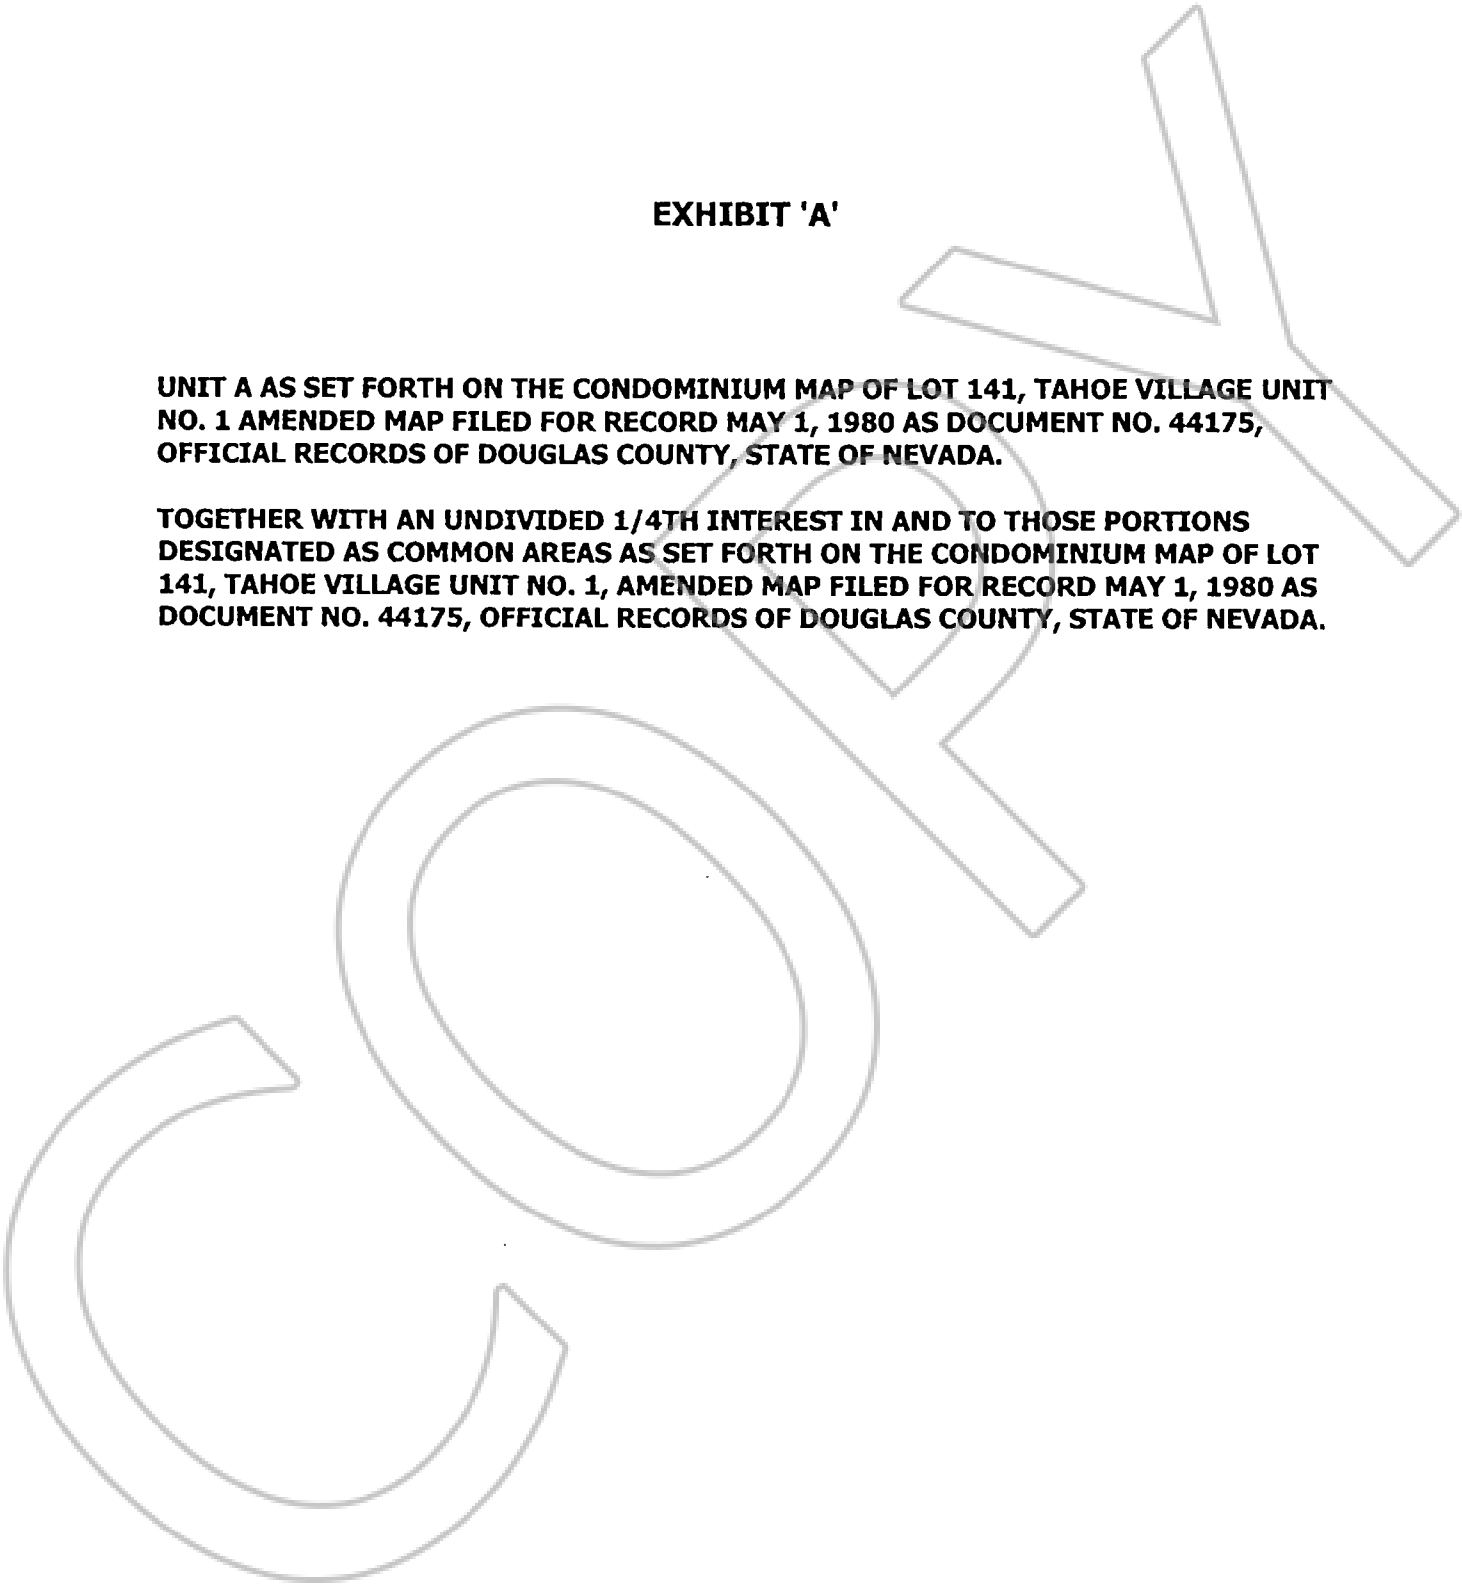 EXHIBIT 'A'
UNIT A AS SET FORTH ON THE CONDOMINIUM MAP OF LOT 141, TAHOE VILLAGE UNIT
NO. 1 AMENDED MAP FILED FOR RECORD MAY 1, 1980 AS DOCUMENT NO. 44175,
OFFICIAL RECORDS OF DOUGLAS COUNTY, STATE OF NEVADA.
TOGETHER WITH AN UNDIVIDED 1/4TH INTEREST IN AND TO THOSE PORTIONS
DESIGNATED AS COMMON AREAS AS SET FORTH ON THE CONDOMINIUM MAP OF LOT
141, TAHOE VILLAGE UNIT NO. 1, AMENDED MAP FILED FOR RECORD MAY 1, 1980 AS
DOCUMENT NO. 44175, OFFICIAL RECORDS OF DOUGLAS COUNTY, STATE OF NEVADA.
COPY